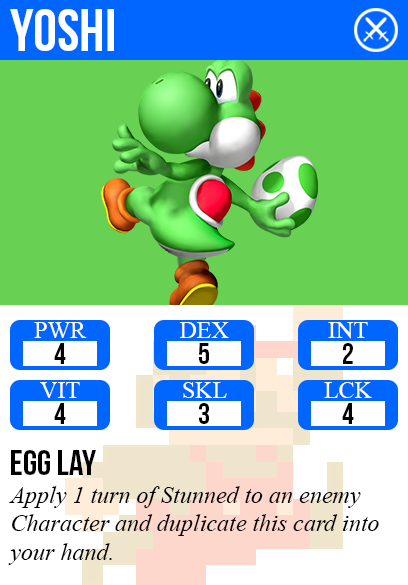 YOSHI
PWR DEX INT
4 5 2
VIT SKL LCK
4 3 4
EGG LAY
Apply 1 turn of Stunned to an enemy
Character and duplicate this card into
your hand.